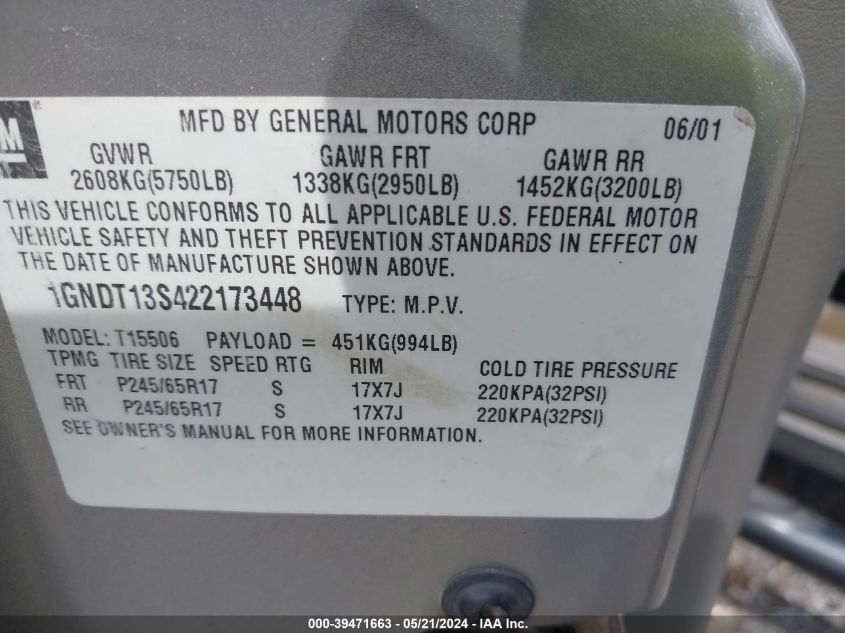 M ®
MFD BY GENERAL MOTORS CORP 06/01
GVWR GAWR FRT GAWR RR
2608KG(5750LB) 1338KG(2950LB) 1452KG(3200LB)
THIS VEHICLE CONFORMS TO ALL APPLICABLE U.S. FEDERAL MOTOR
VEHICLE SAFETY AND THEFT PREVENTION STANDARDS IN EFFECT ON
THE DATE OF MANUFACTURE SHOWN ABOVE.
1GNDT13S422173448 TYPE: M.P.V.
MODEL: T15506 PAYLOAD = 451KG(994LB)
TPMG TIRE SIZE SPEED RTG RIM COLD TIRE PRESSURE
FRT P245/65R17 S 17X7J 220KPA(32PSI)
RR P245/65R17 S 17X7J 220KPA(32PSI)
SEE OWNER'S MANUAL FOR MORE INFORMATION.
000-39471663 - 05/21/2024 - IAA Inc.